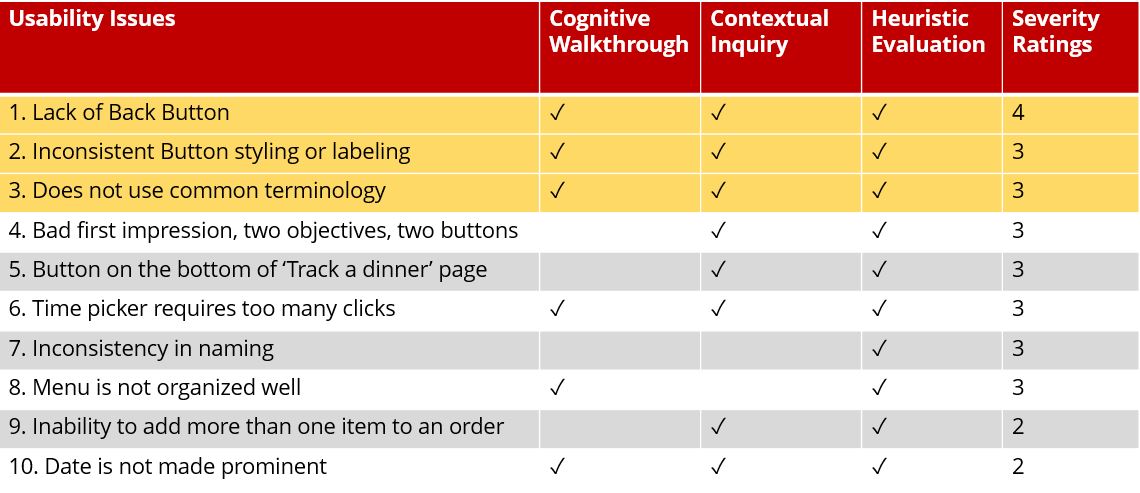 Usability Issues Cognitive Walkthrough Contextual Inquiry Heuristic Evaluation Severity Ratings
1. Lack of Back Button ✓ ✓ ✓ 4
2. Inconsistent Button styling or labeling ✓ ✓ ✓ 3
3. Does not use common terminology ✓ ✓ ✓ 3
4. Bad first impression, two objectives, two buttons ✓ ✓ 3
5. Button on the bottom of ‘Track a dinner’ page ✓ ✓ 3
6. Time picker requires too many clicks ✓ ✓ ✓ 3
7. Inconsistency in naming ✓ 3
8. Menu is not organized well ✓ ✓ 3
9. Inability to add more than one item to an order ✓ ✓ 2
10. Date is not made prominent ✓ ✓ ✓ 2